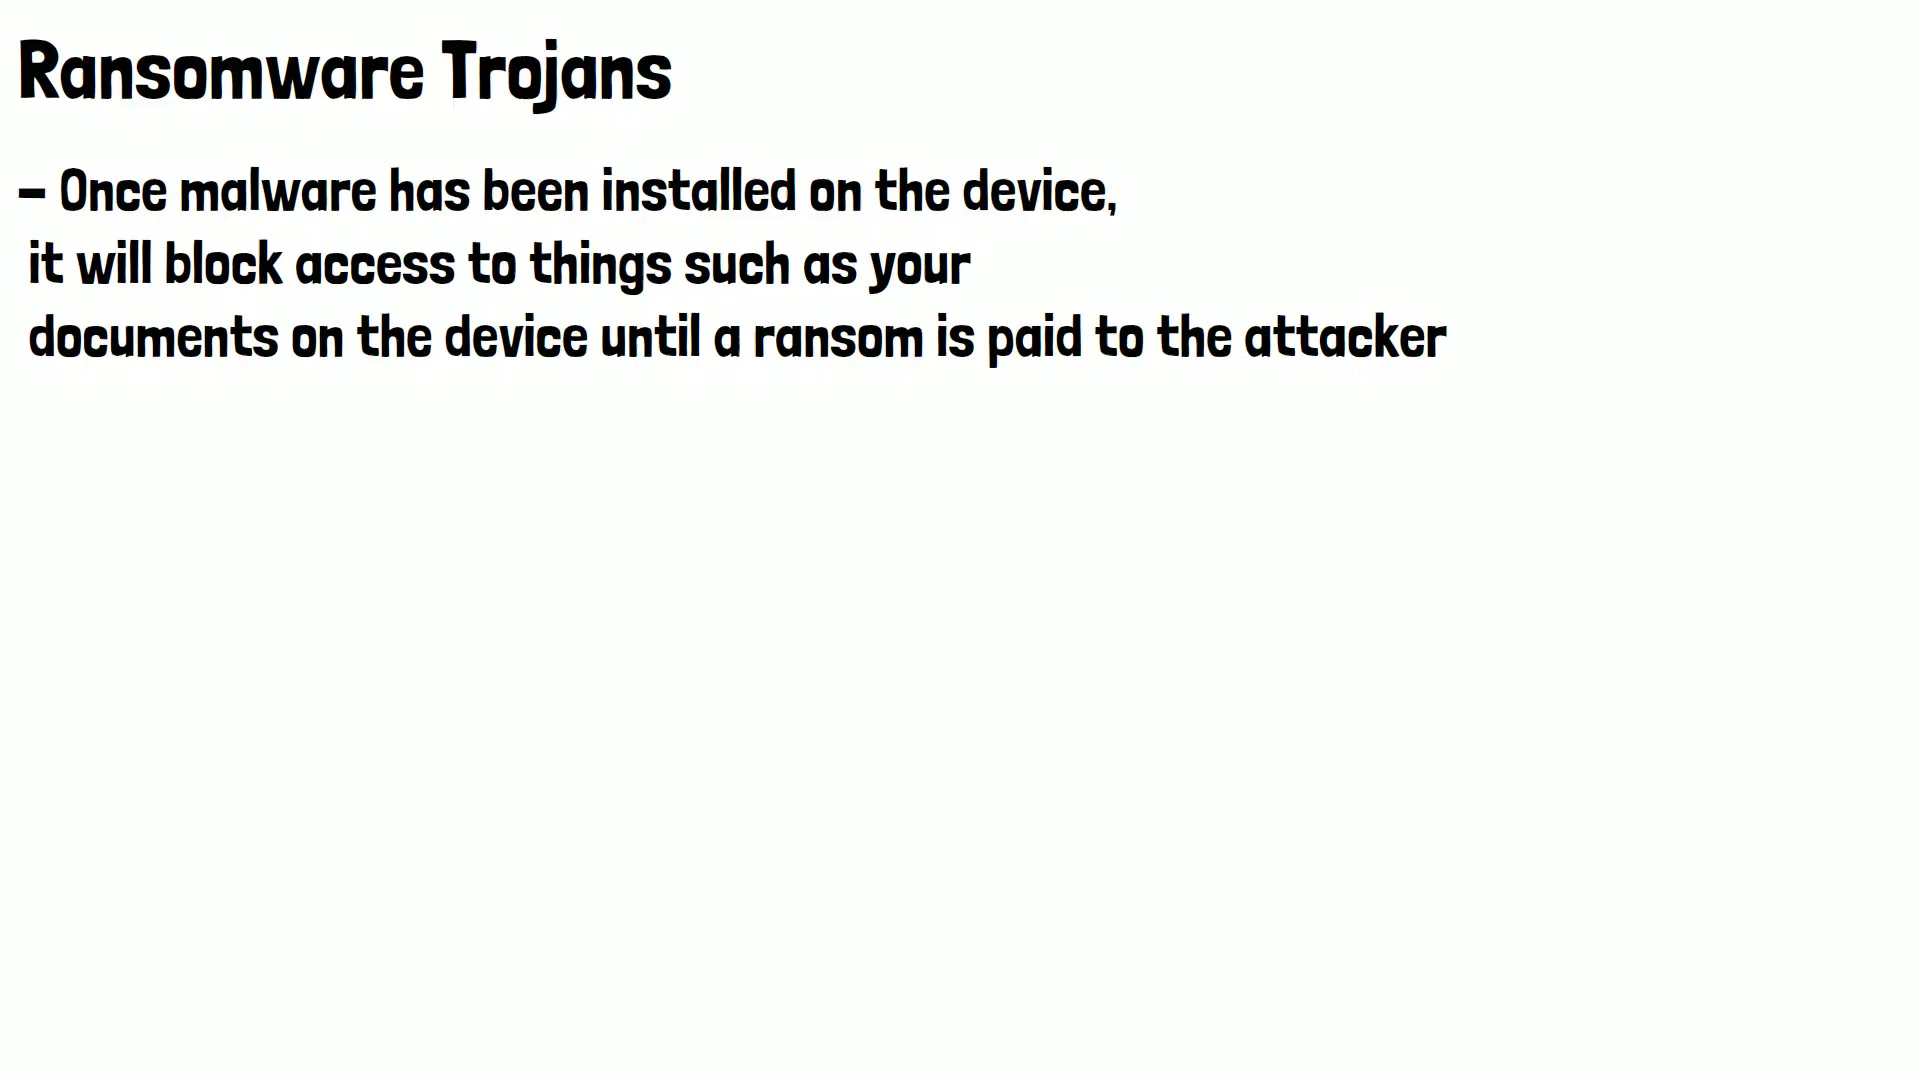 Ransomware Trojans
- Once malware has been installed on the device,
it will block access to things such as your
documents on the device until a ransom is paid to the attacker